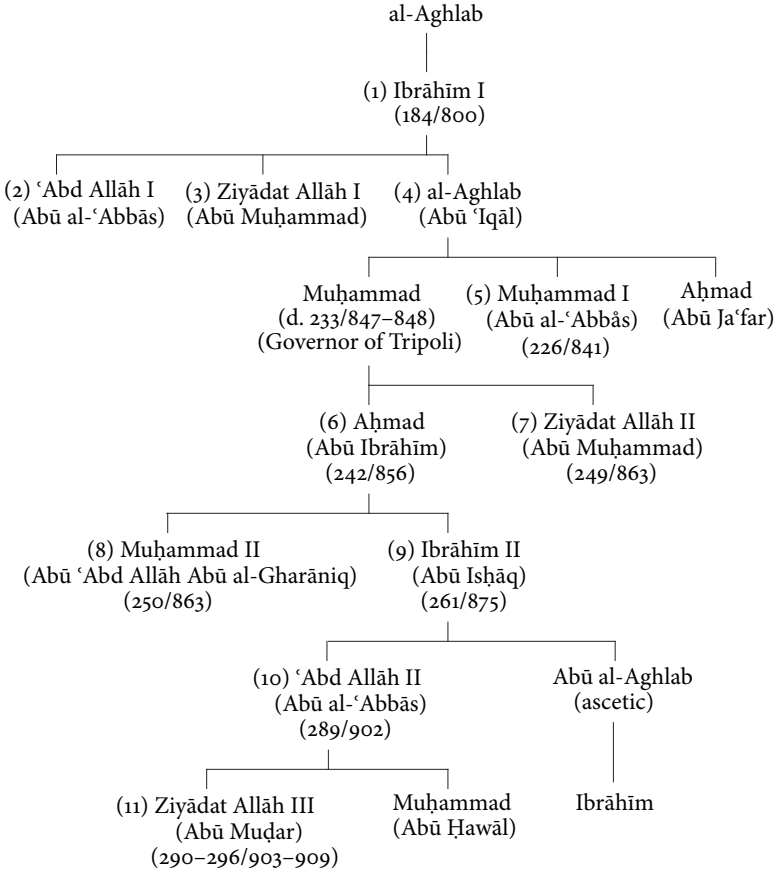 al-Aghlab
(1) Ibrāhīm I
(184/800)
(2) ʿAbd Allāh I
(Abū al-ʿAbbās)
(3) Ziyādat Allāh I
(Abū Muḥammad)
(4) al-Aghlab
(Abū ʿIqāl)
Muḥammad
(d. 233/847–848)
(Governor of Tripoli)
(5) Muḥammad I
(Abū al-ʿAbbås)
(226/841)
Aḥmad
(Abū Jaʿfar)
(6) Aḥmad
(Abū Ibrāhīm)
(242/856)
(7) Ziyādat Allāh II
(Abū Muḥammad)
(249/863)
(8) Muḥammad II
(Abū ʿAbd Allāh Abū al-Gharāniq)
(250/863)
(9) Ibrāhīm II
(Abū Isḥāq)
(261/875)
(10) ʿAbd Allāh II
(Abū al-ʿAbbās)
(289/902)
Abū al-Aghlab
(ascetic)
(11) Ziyādat Allāh III
(Abū Muḍar)
(290–296/903–909)
Muḥammad
(Abū Ḥawāl)
Ibrāhīm